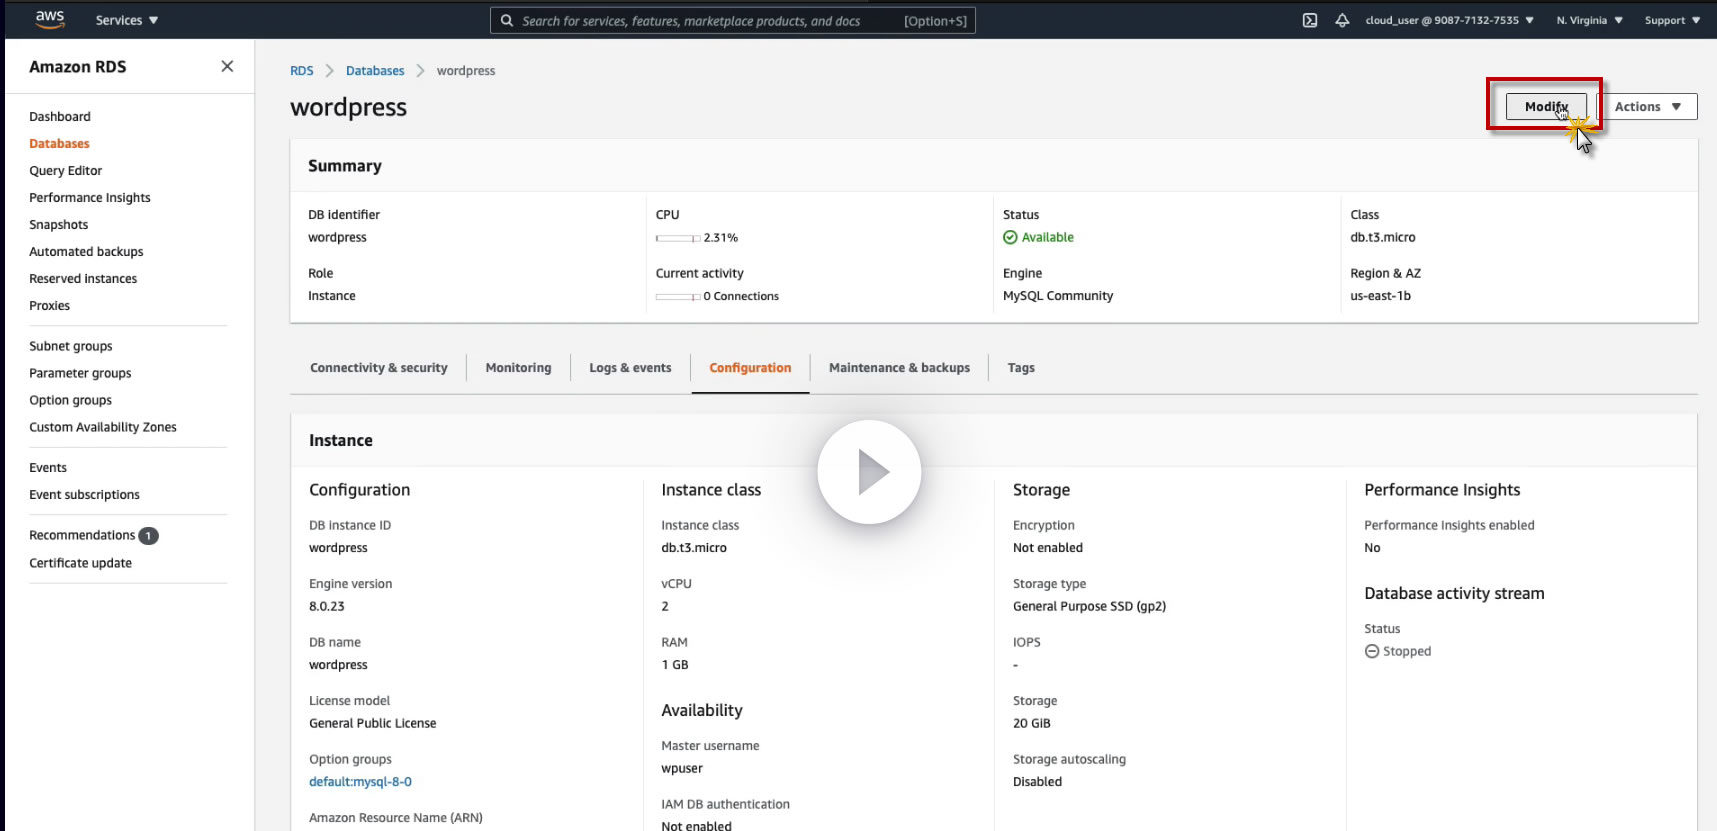 aws
Services
Search for services, features, marketplace products, and docs [Option+S]
cloud_user @ 9087-7132-7535
N. Virginia
Support
Amazon RDS
Dashboard
Databases
Query Editor
Performance Insights
Snapshots
Automated backups
Reserved instances
Proxies
Subnet groups
Parameter groups
Option groups
Custom Availability Zones
Events
Event subscriptions
Recommendations 1
Certificate update
RDS > Databases > wordpress
wordpress
Modify
Actions
Summary
DB identifier
wordpress
Role
Instance
CPU
2.31%
Current activity
0 Connections
Status
Available
Engine
MySQL Community
Class
db.t3.micro
Region & AZ
us-east-1b
Connectivity & security
Monitoring
Logs & events
Configuration
Maintenance & backups
Tags
Instance
Configuration
DB instance ID
wordpress
Engine version
8.0.23
DB name
wordpress
License model
General Public License
Option groups
default:mysql-8-0
Amazon Resource Name (ARN)
Instance class
Instance class
db.t3.micro
vCPU
2
RAM
1 GB
Availability
Master username
wpuser
IAM DB authentication
Not enabled
Storage
Encryption
Not enabled
Storage type
General Purpose SSD (gp2)
IOPS
-
Storage
20 GiB
Storage autoscaling
Disabled
Performance Insights
Performance Insights enabled
No
Database activity stream
Status
Stopped